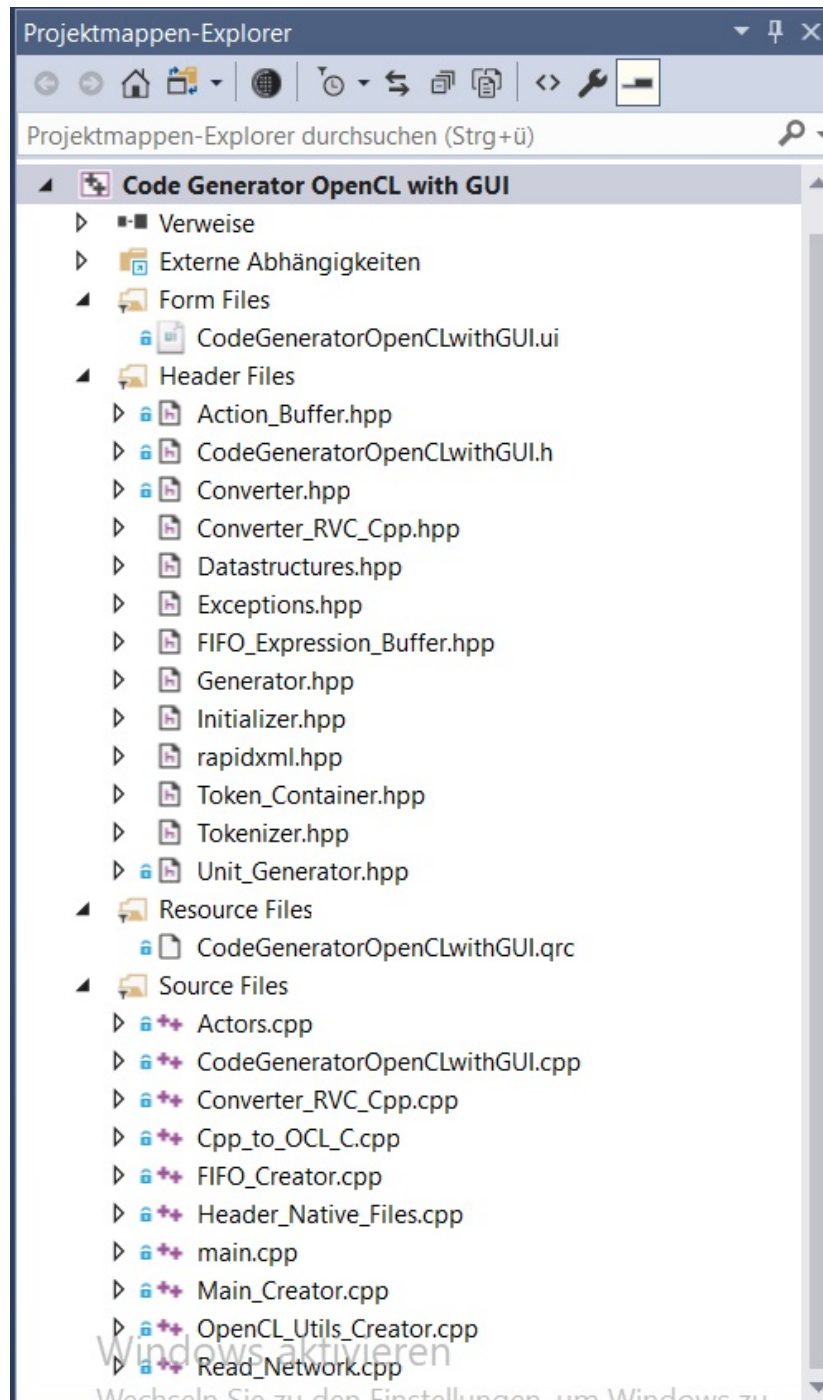 Projektmappen-Explorer
Projektmappen-Explorer durchsuchen (Strg+ü)
Code Generator OpenCL with GUI
Verweise
Externe Abhängigkeiten
Form Files
CodeGeneratorOpenCLwithGUI.ui
Header Files
Action_Buffer.hpp
CodeGeneratorOpenCLwithGUI.h
Converter.hpp
Converter_RVC_Cpp.hpp
Datastructures.hpp
Exceptions.hpp
FIFO_Expression_Buffer.hpp
Generator.hpp
Initializer.hpp
rapidxml.hpp
Token_Container.hpp
Tokenizer.hpp
Unit_Generator.hpp
Resource Files
CodeGeneratorOpenCLwithGUI.qrc
Source Files
Actors.cpp
CodeGeneratorOpenCLwithGUI.cpp
Converter_RVC_Cpp.cpp
Cpp_to_OCL_C.cpp
FIFO_Creator.cpp
Header_Native_Files.cpp
main.cpp
Main_Creator.cpp
OpenCL_Utils_Creator.cpp
Windows aktivieren
Read_Network.cpp
Wechseln Sie zu den Einstellungen, um Windows zu